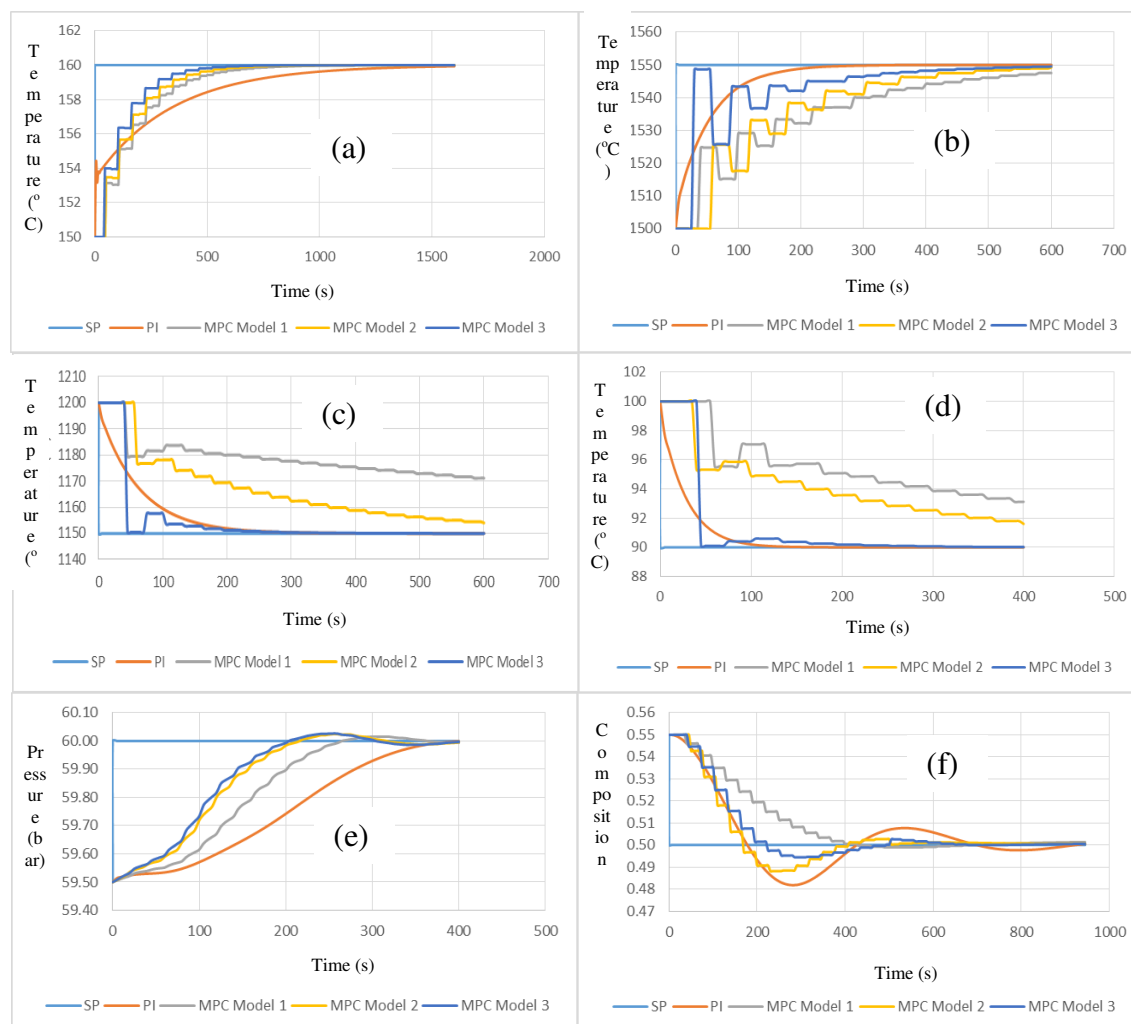 T
e
m
pe
ra
tu
re
(º
C)
162
160
158
156
154
152
150
0
500
1000
1500
2000
(a)
Time (s)
SP PI MPC Model 1 MPC Model 2 MPC Model 3
Te
mp
era
tur
e
(ºC
)
1560
1550
1540
1530
1520
1510
1500
0 100 200 300 400 500 600 700
(b)
Time (s)
SP PI MPC Model 1 MPC Model 2 MPC Model 3
T
e
m
p
er
at
ur
e
(º
1210
1200
1190
1180
1170
1160
1150
1140
0 100 200 300 400 500 600 700
(c)
Time (s)
SP PI MPC Model 1 MPC Model 2 MPC Model 3
T
e
m
pe
ra
tu
re
(º
C)
102
100
98
96
94
92
90
88
0 100 200 300 400 500
(d)
Time (s)
SP PI MPC Model 1 MPC Model 2 MPC Model 3
Pr
ess
ur
e
(b
ar)
60.10
60.00
59.90
59.80
59.70
59.60
59.50
59.40
0 100 200 300 400 500
(e)
Time (s)
SP PI MPC Model 1 MPC Model 2 MPC Model 3
C
o
m
po
sit
io
n
0.56
0.55
0.54
0.53
0.52
0.51
0.50
0.49
0.48
0.47
0 200 400 600 800 1000
(f)
Time (s)
SP PI MPC Model 1 MPC Model 2 MPC Model 3